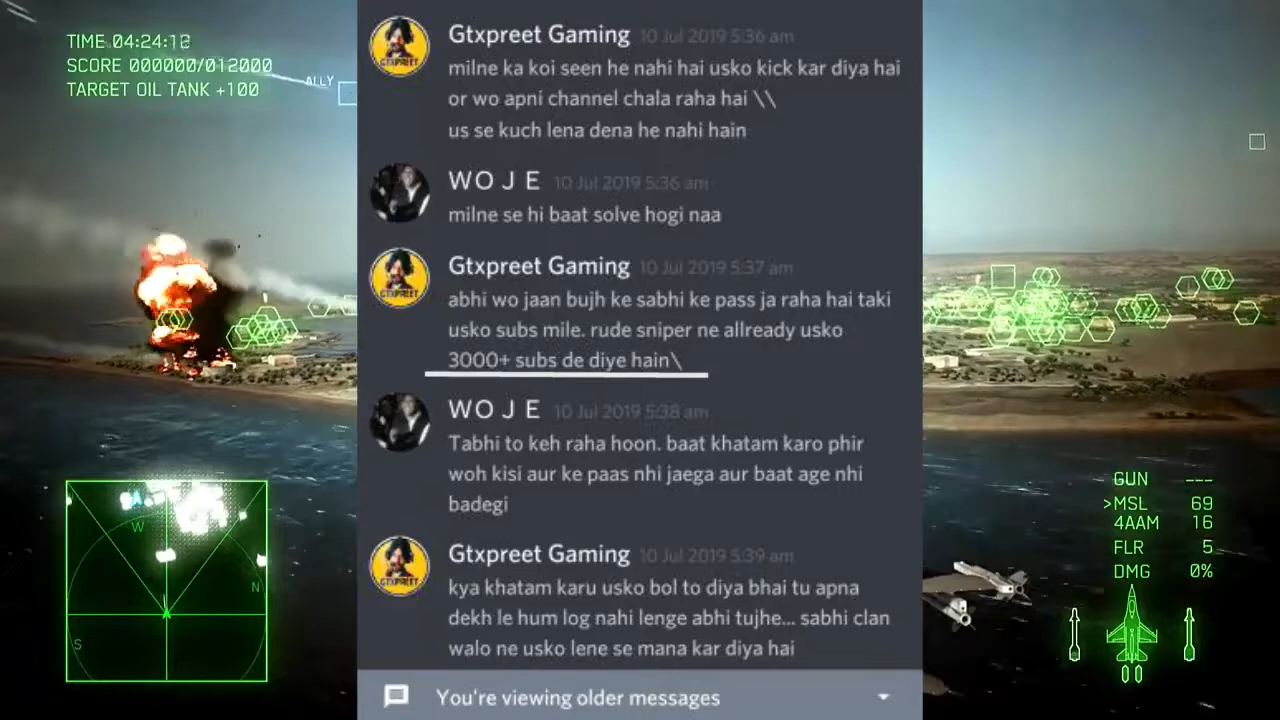 TIME 04:24:12
SCORE 000000/012000
TARGET OIL TANK +100
ALLY
Gtxpreet Gaming 10 Jul 2019 5:36 am
milne ka koi seen he nahi hai usko kick kar diya hai
or wo apni channel chala raha hai \\
us se kuch lena dena he nahi hain
W O J E 10 Jul 2019 5:36 am
milne se hi baat solve hogi naa
Gtxpreet Gaming 10 Jul 2019 5:37 am
abhi wo jaan bujh ke sabhi ke pass ja raha hai taki
usko subs mile. rude sniper ne allready usko
3000+ subs de diye hain\
W O J E 10 Jul 2019 5:38 am
Tabhi to keh raha hoon. baat khatam karo phir
woh kisi aur ke paas nhi jaega aur baat age nhi
badegi
Gtxpreet Gaming 10 Jul 2019 5:39 am
kya khatam karu usko bol to diya bhai tu apna
dekh le hum log nahi lenge abhi tujhe... sabhi clan
walo ne usko lene se mana kar diya hai
You're viewing older messages
GTXPREET
GTXPREET
GTXPREET
W
N
S
GUN ---
>MSL 69
4AAM 16
FLR 5
DMG 0%